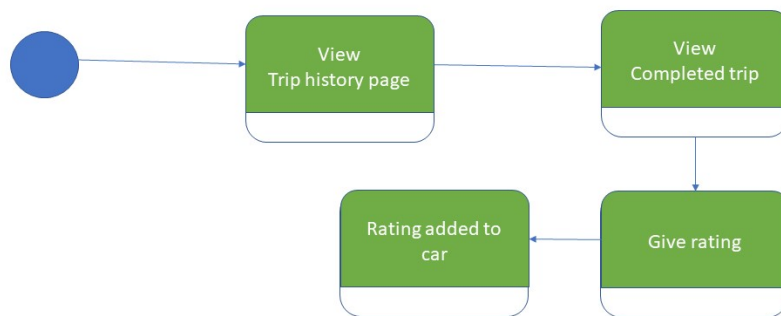 View
Trip history page
View
Completed trip
Give rating
Rating added to
car